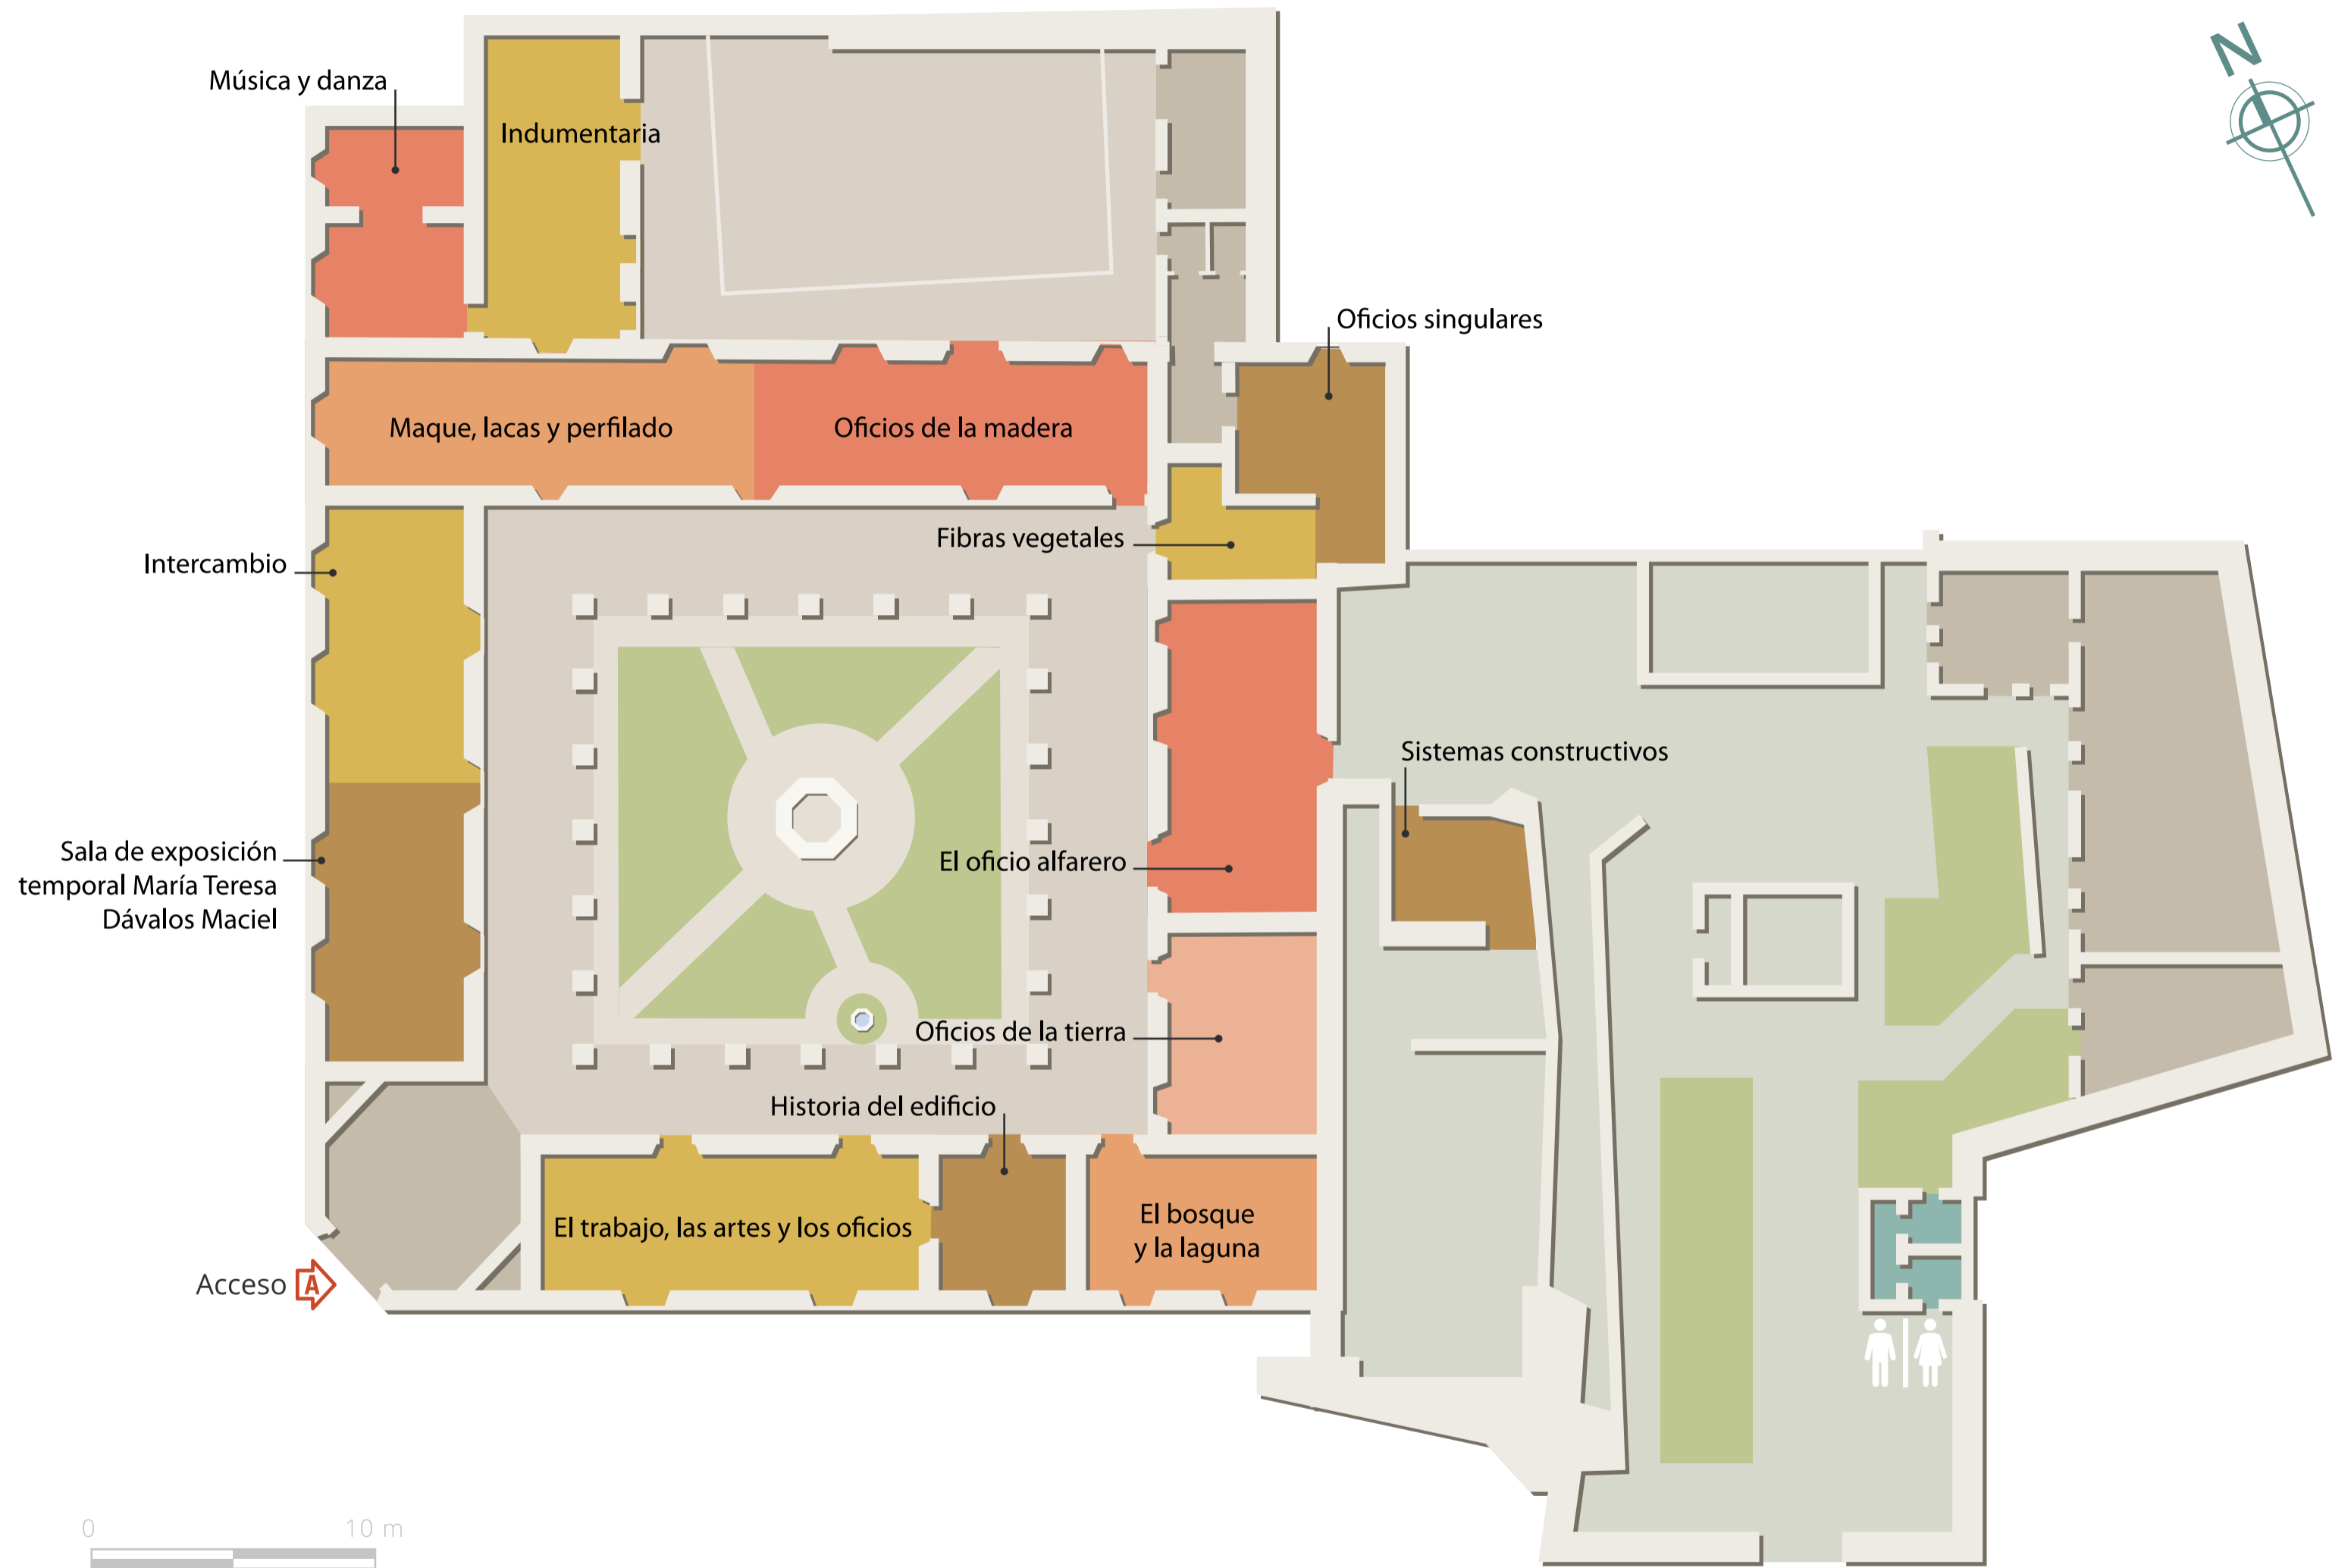 N
Música y danza
Indumentaria
Oficios singulares
Maque, lacas y perfilado
Oficios de la madera
Fibras vegetales
Intercambio
Sistemas constructivos
Sala de exposición
temporal María Teresa
Dávalos Maciel
El oficio alfarero
Oficios de la tierra
Historia del edificio
El trabajo, las artes y los oficios
El bosque
y la laguna
Acceso A
0 10 m